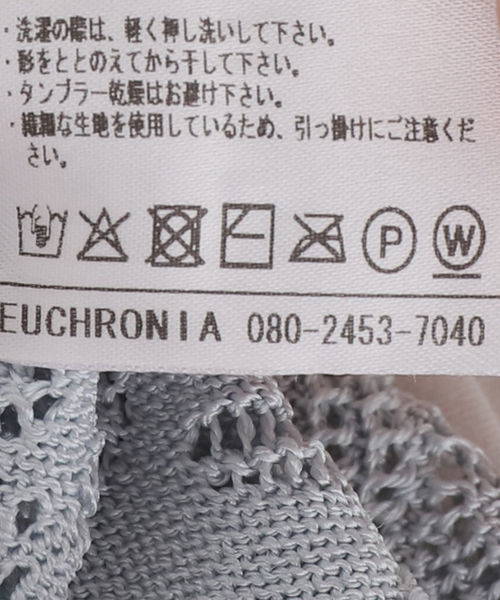 ・洗濯の際は、軽く押し洗いして下さい。
・形をととのえてから干して下さい。
・タンブラー乾燥はお避け下さい。
・繊細な生地を使用しているため、引っ掛けにご注意くだ
さい。
P W
EUCHRONIA 080-2453-7040